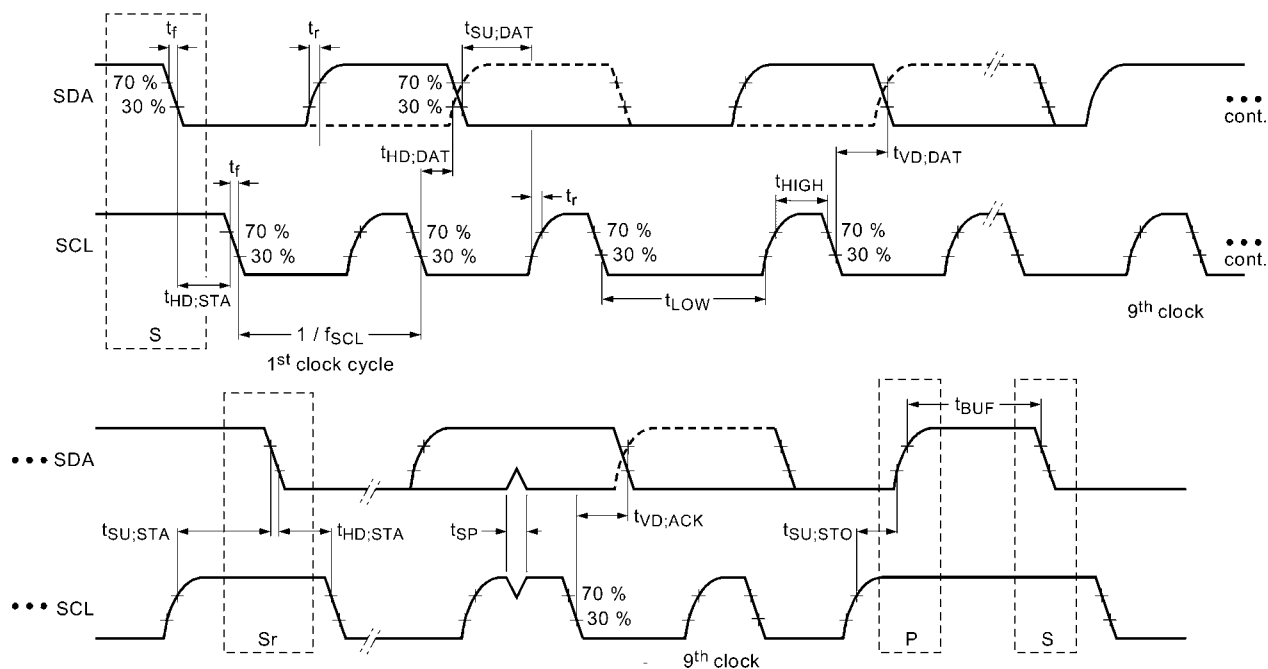 tf
tr
tSU;DAT
70 %
30 %
70 %
30 %
SDA
cont.
tHD;DAT
tVD;DAT
tf
tr
tHIGH
70 %
30 %
70 %
30 %
70 %
30 %
SCL
cont.
tHD;STA
tLOW
9th clock
S
1 / fSCL
1st clock cycle
tBUF
SDA
tSU;STA
tHD;STA
tSP
tVD;ACK
tSU;STO
70 %
30 %
SCL
Sr
P
S
9th clock